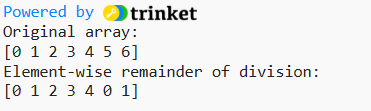 Powered by trinket
Original array:
[0 1 2 3 4 5 6]
Element-wise remainder of division:
[0 1 2 3 4 0 1]